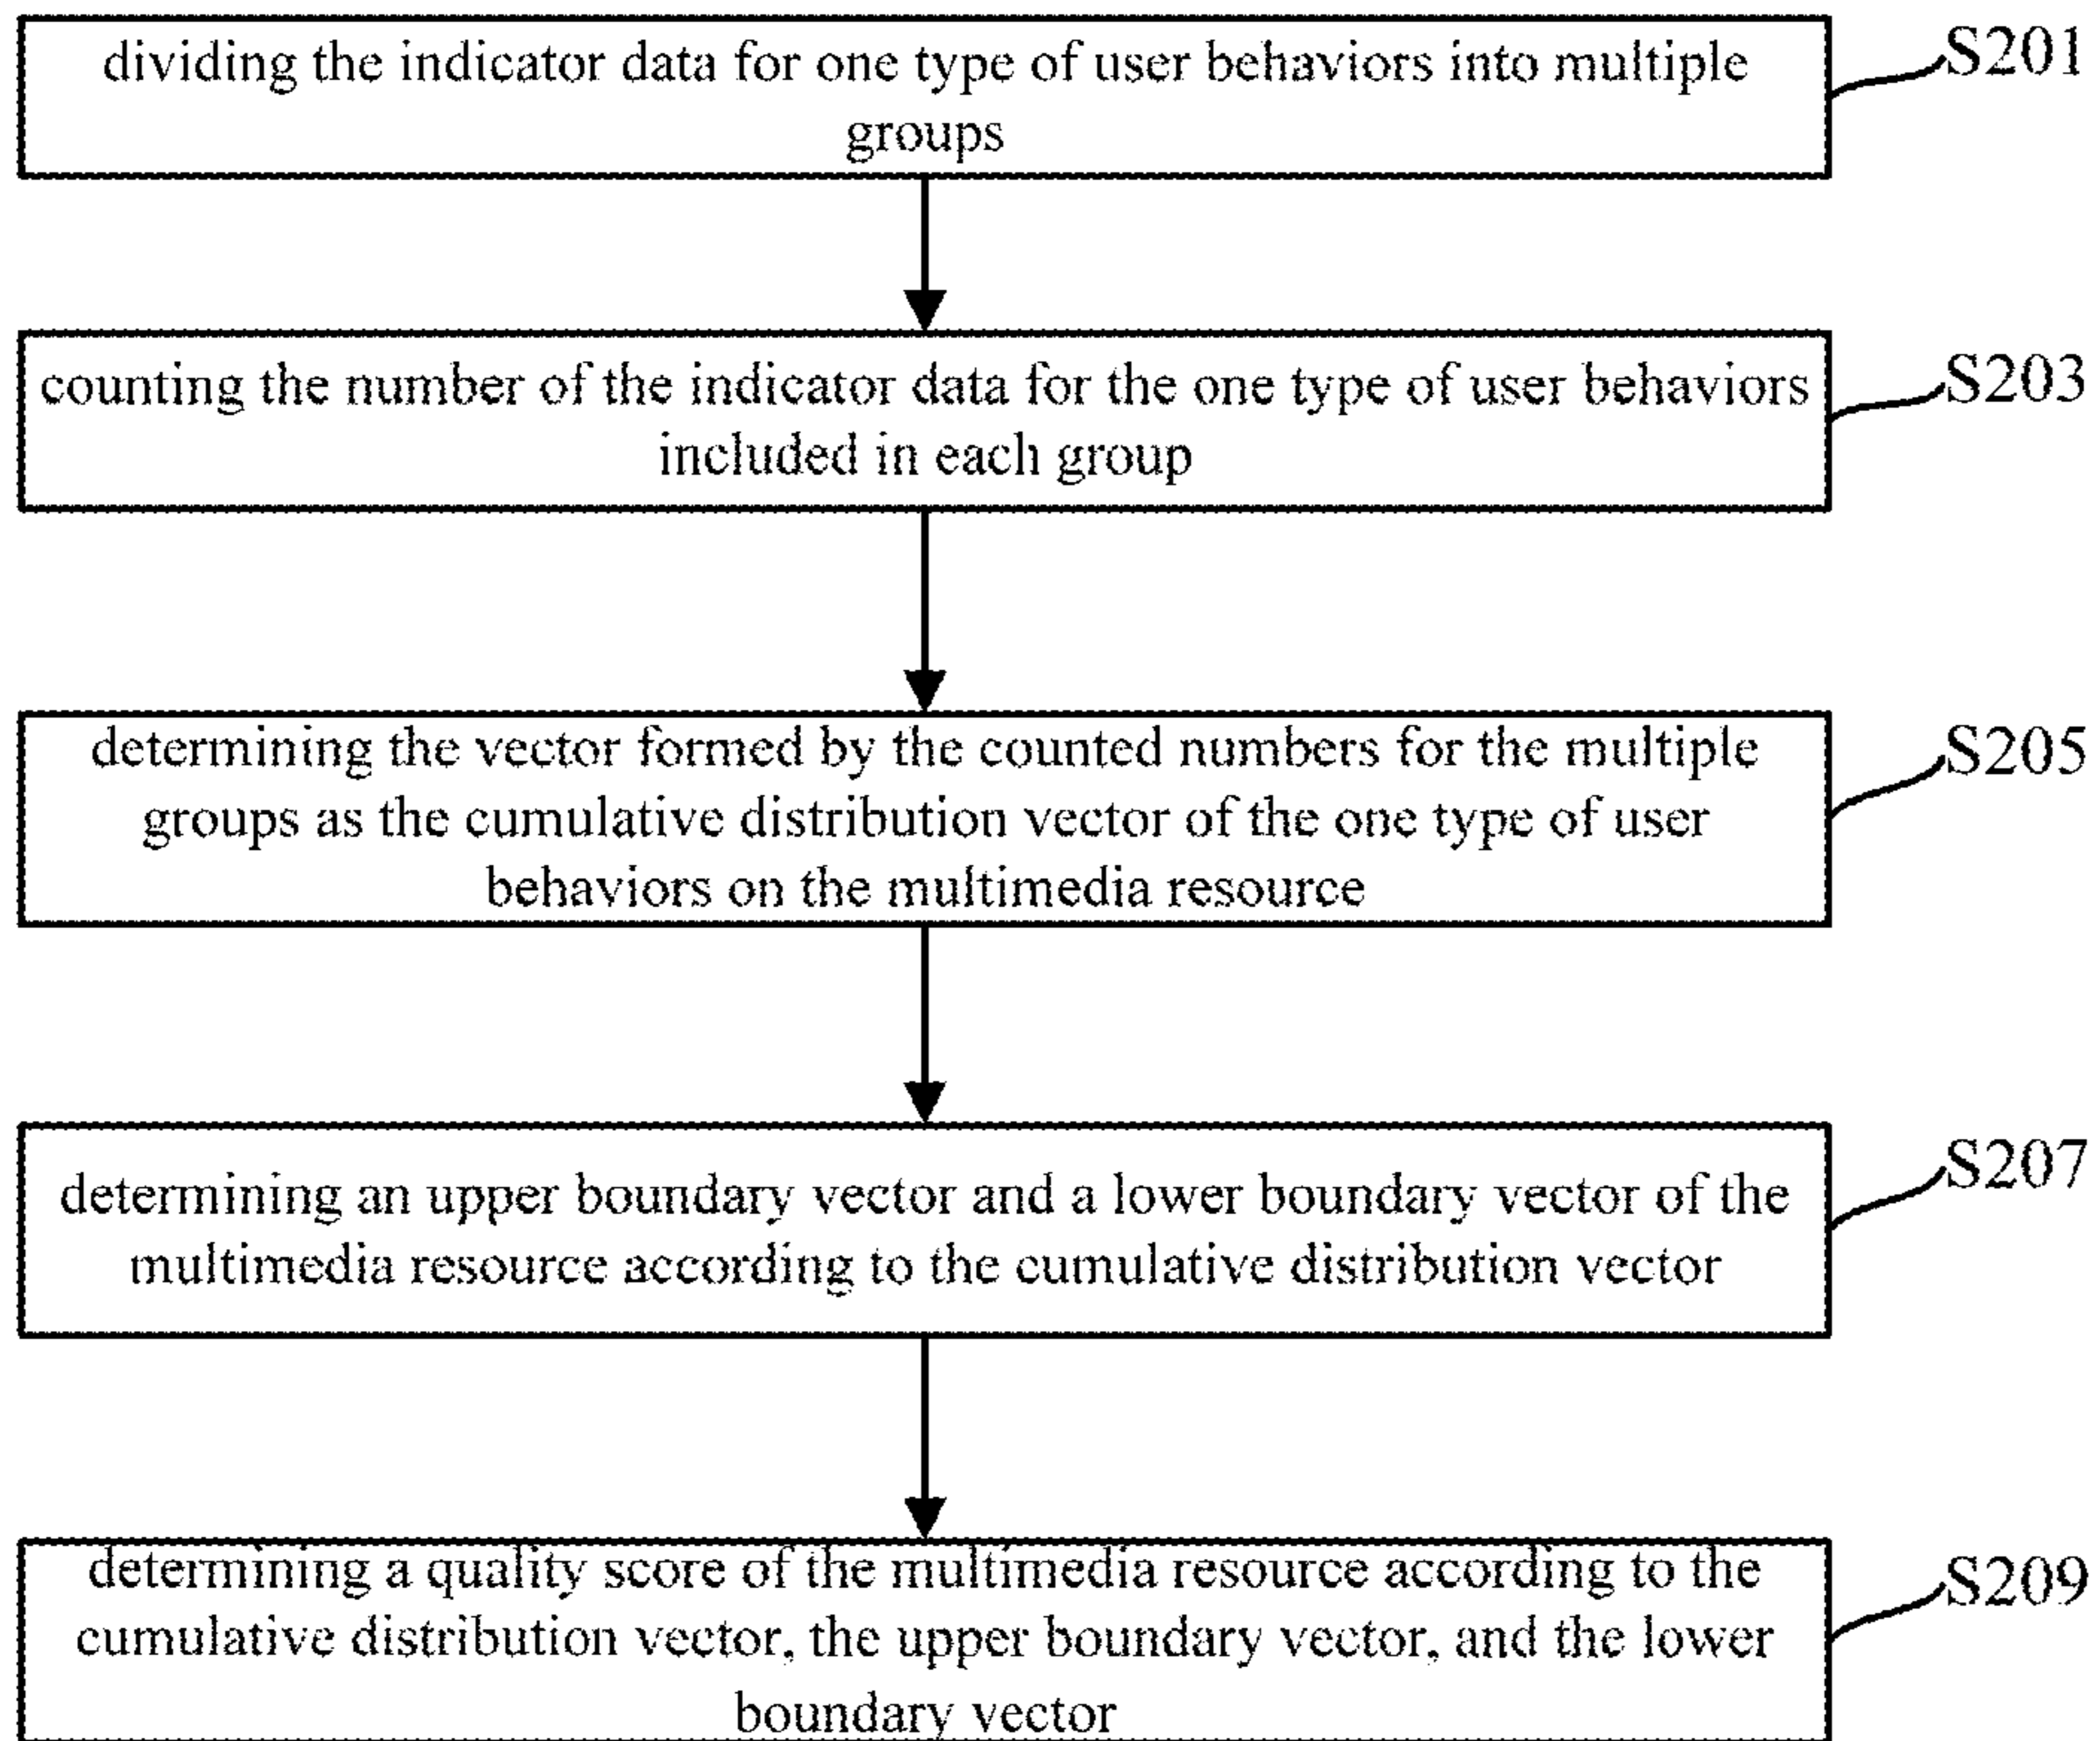 dividing the indicator data for one type of user behaviors into multiple
groups
S201
counting the number of the indicator data for the one type of user behaviors
included in each group
S203
determining the vector formed by the counted numbers for the multiple
groups as the cumulative distribution vector of the one type of user
behaviors on the multimedia resource
S205
determining an upper boundary vector and a lower boundary vector of the
multimedia resource according to the cumulative distribution vector
S207
determining a quality score of the multimedia resource according to the
cumulative distribution vector, the upper boundary vector, and the lower
boundary vector
S209